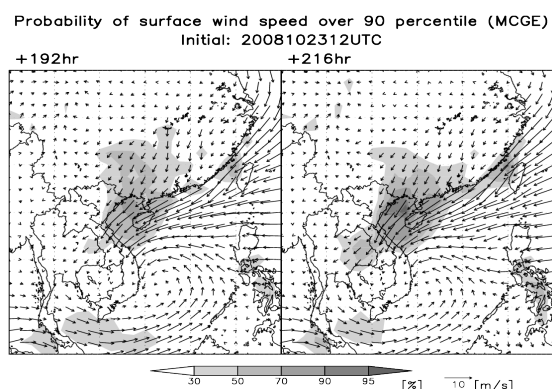 Probability of surface wind speed over 90 percentile (MCGE)
Initial: 2008102312UTC
+192hr
+216hr
30 50 70 90 95 [%] 10 [m/s]